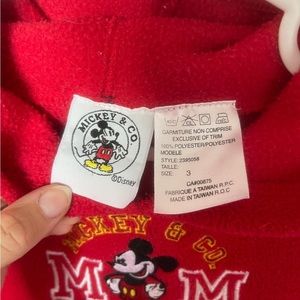 MICKEY & CO.
©Disney
GARNITURE NON COMPRISE
EXCLUSIVE OF TRIM
100% POLYESTER/POLYESTER
MODELE
STYLE: 2395058
TAILLE:
SIZE: 3
CA#00675
FABRIQUE A TAIWAN R.P.C.
MADE IN TAIWAN R.O.C.
MICKEY & CO.
M M